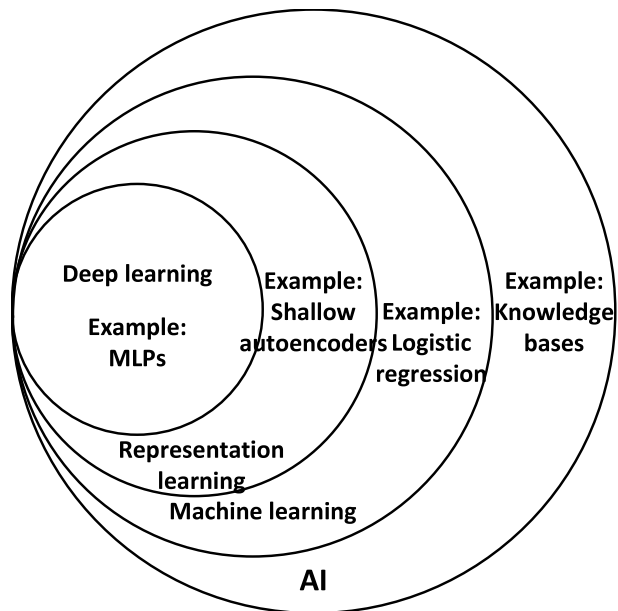 Deep learning
Example:
MLPs
Example:
Shallow
autoencoders
Example:
Logistic
regression
Example:
Knowledge
bases
Representation
learning
Machine learning
AI